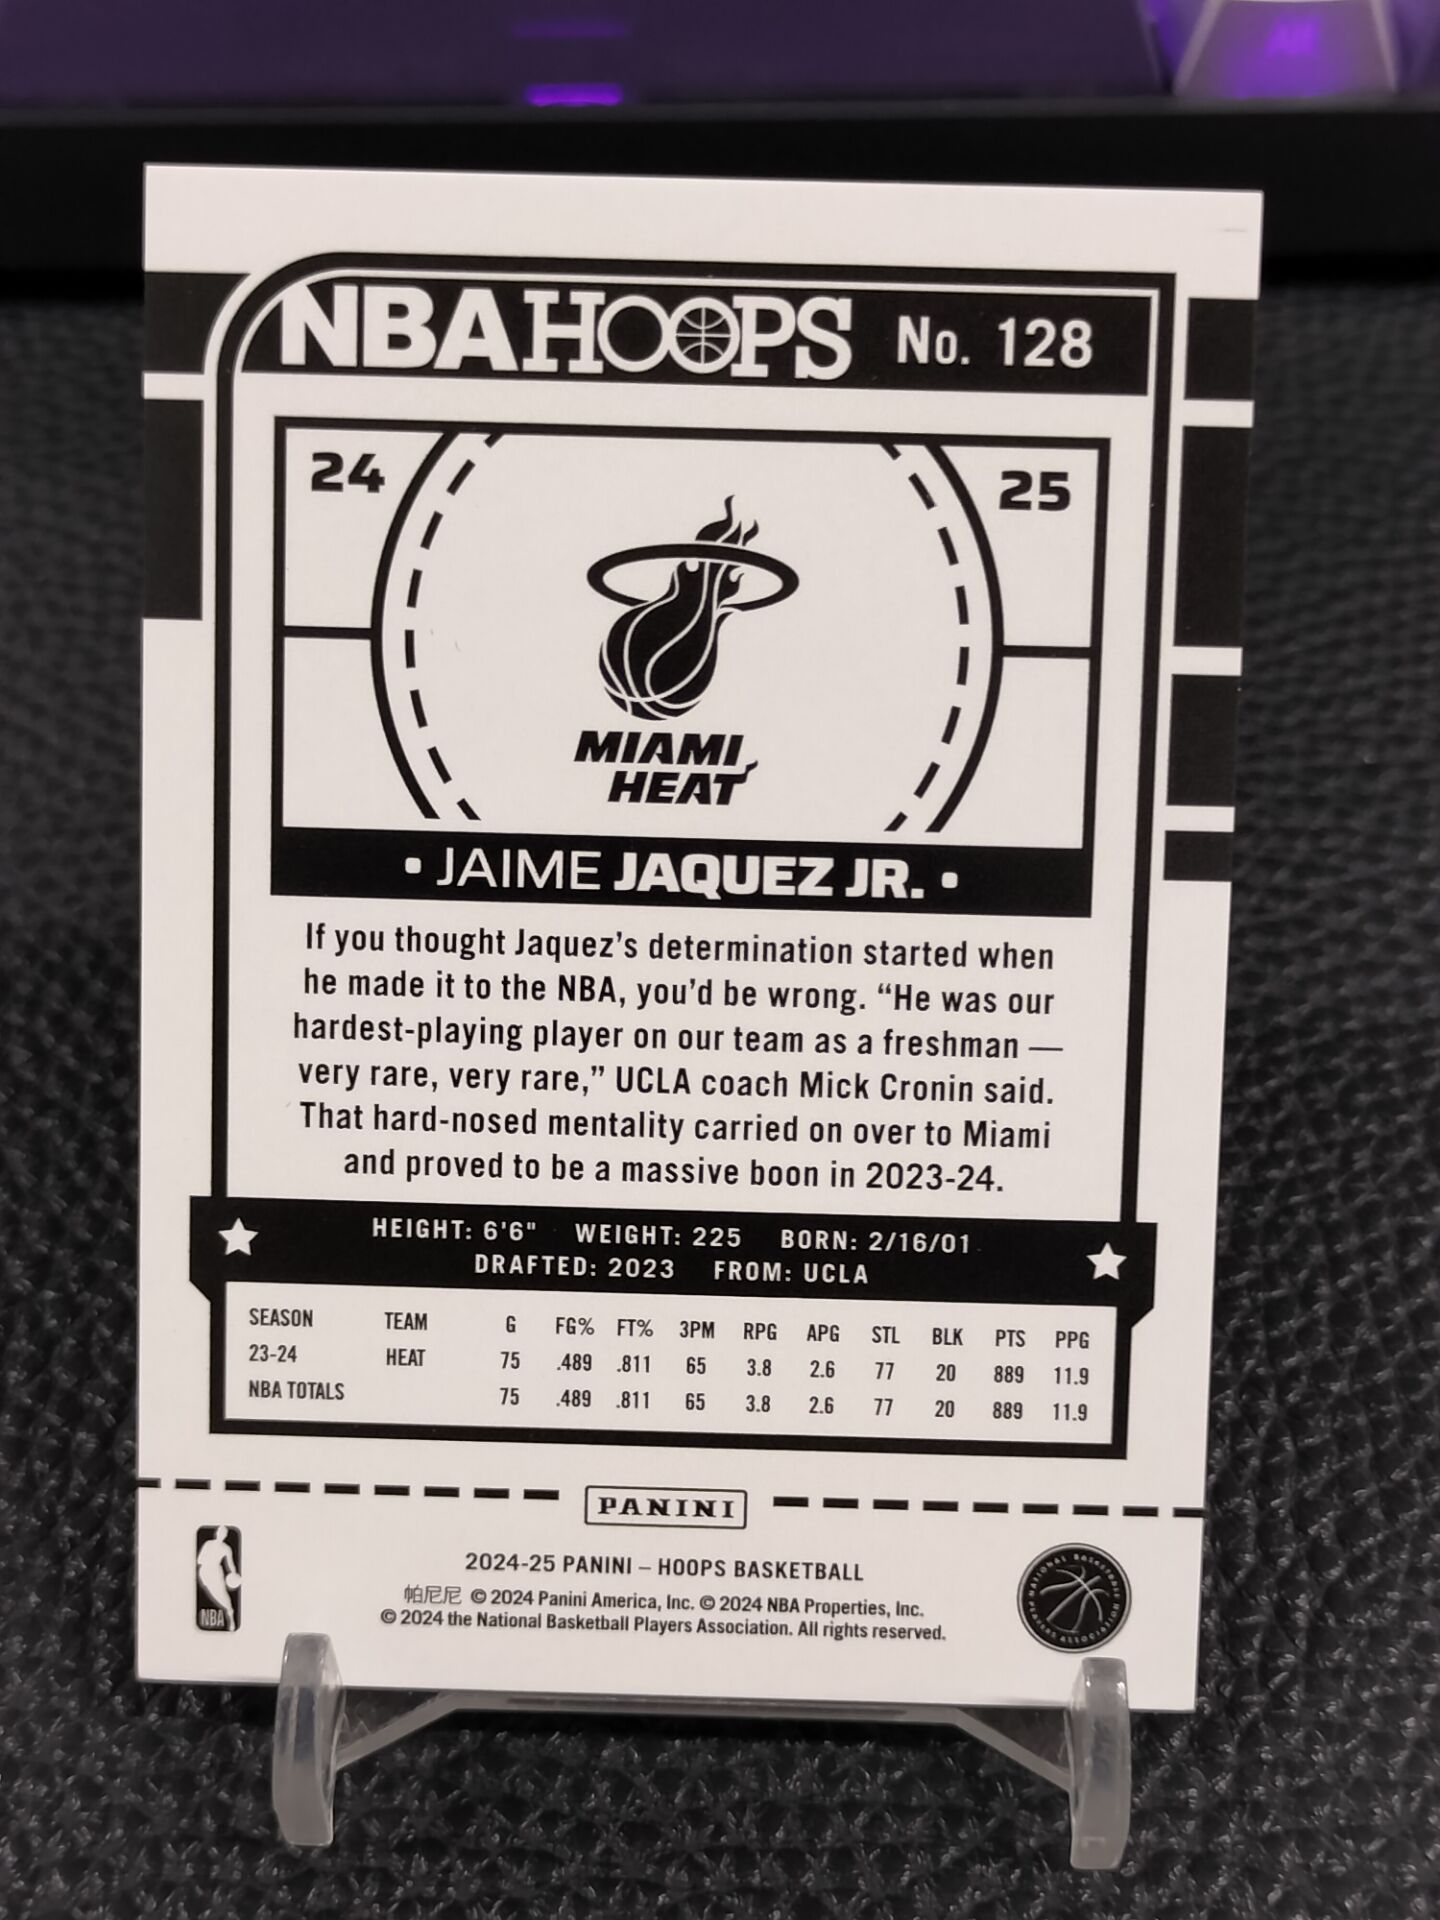 NBA HOOPS No. 128
24 25
MIAMI
HEAT
• JAIME JAQUEZ JR. •
If you thought Jaquez's determination started when
he made it to the NBA, you'd be wrong. “He was our
hardest-playing player on our team as a freshman —
very rare, very rare,” UCLA coach Mick Cronin said.
That hard-nosed mentality carried on over to Miami
and proved to be a massive boon in 2023-24.
HEIGHT: 6'6" WEIGHT: 225 BORN: 2/16/01
DRAFTED: 2023 FROM: UCLA
SEASON TEAM G FG% FT% 3PM RPG APG STL BLK PTS PPG
23-24 HEAT 75 .489 .811 65 3.8 2.6 77 20 889 11.9
NBA TOTALS 75 .489 .811 65 3.8 2.6 77 20 889 11.9
PANINI
2024-25 PANINI – HOOPS BASKETBALL
帕尼尼 © 2024 Panini America, Inc. © 2024 NBA Properties, Inc.
© 2024 the National Basketball Players Association. All rights reserved.
NBA
NATIONAL BASKETBALL PLAYERS ASSOCIATION